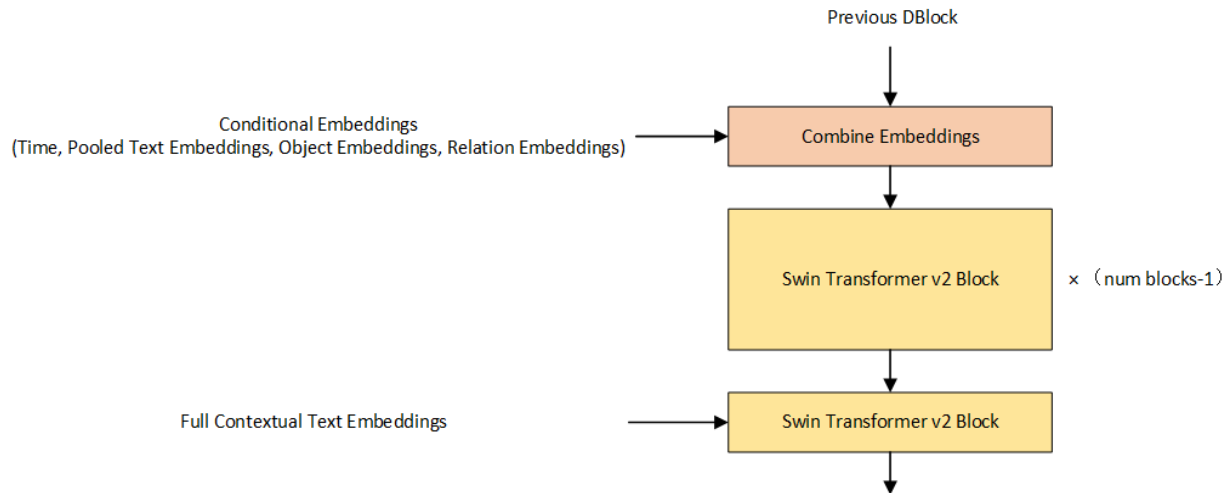 Previous DBlock
Conditional Embeddings
(Time, Pooled Text Embeddings, Object Embeddings, Relation Embeddings)
Combine Embeddings
Swin Transformer v2 Block
×（num blocks-1）
Full Contextual Text Embeddings
Swin Transformer v2 Block